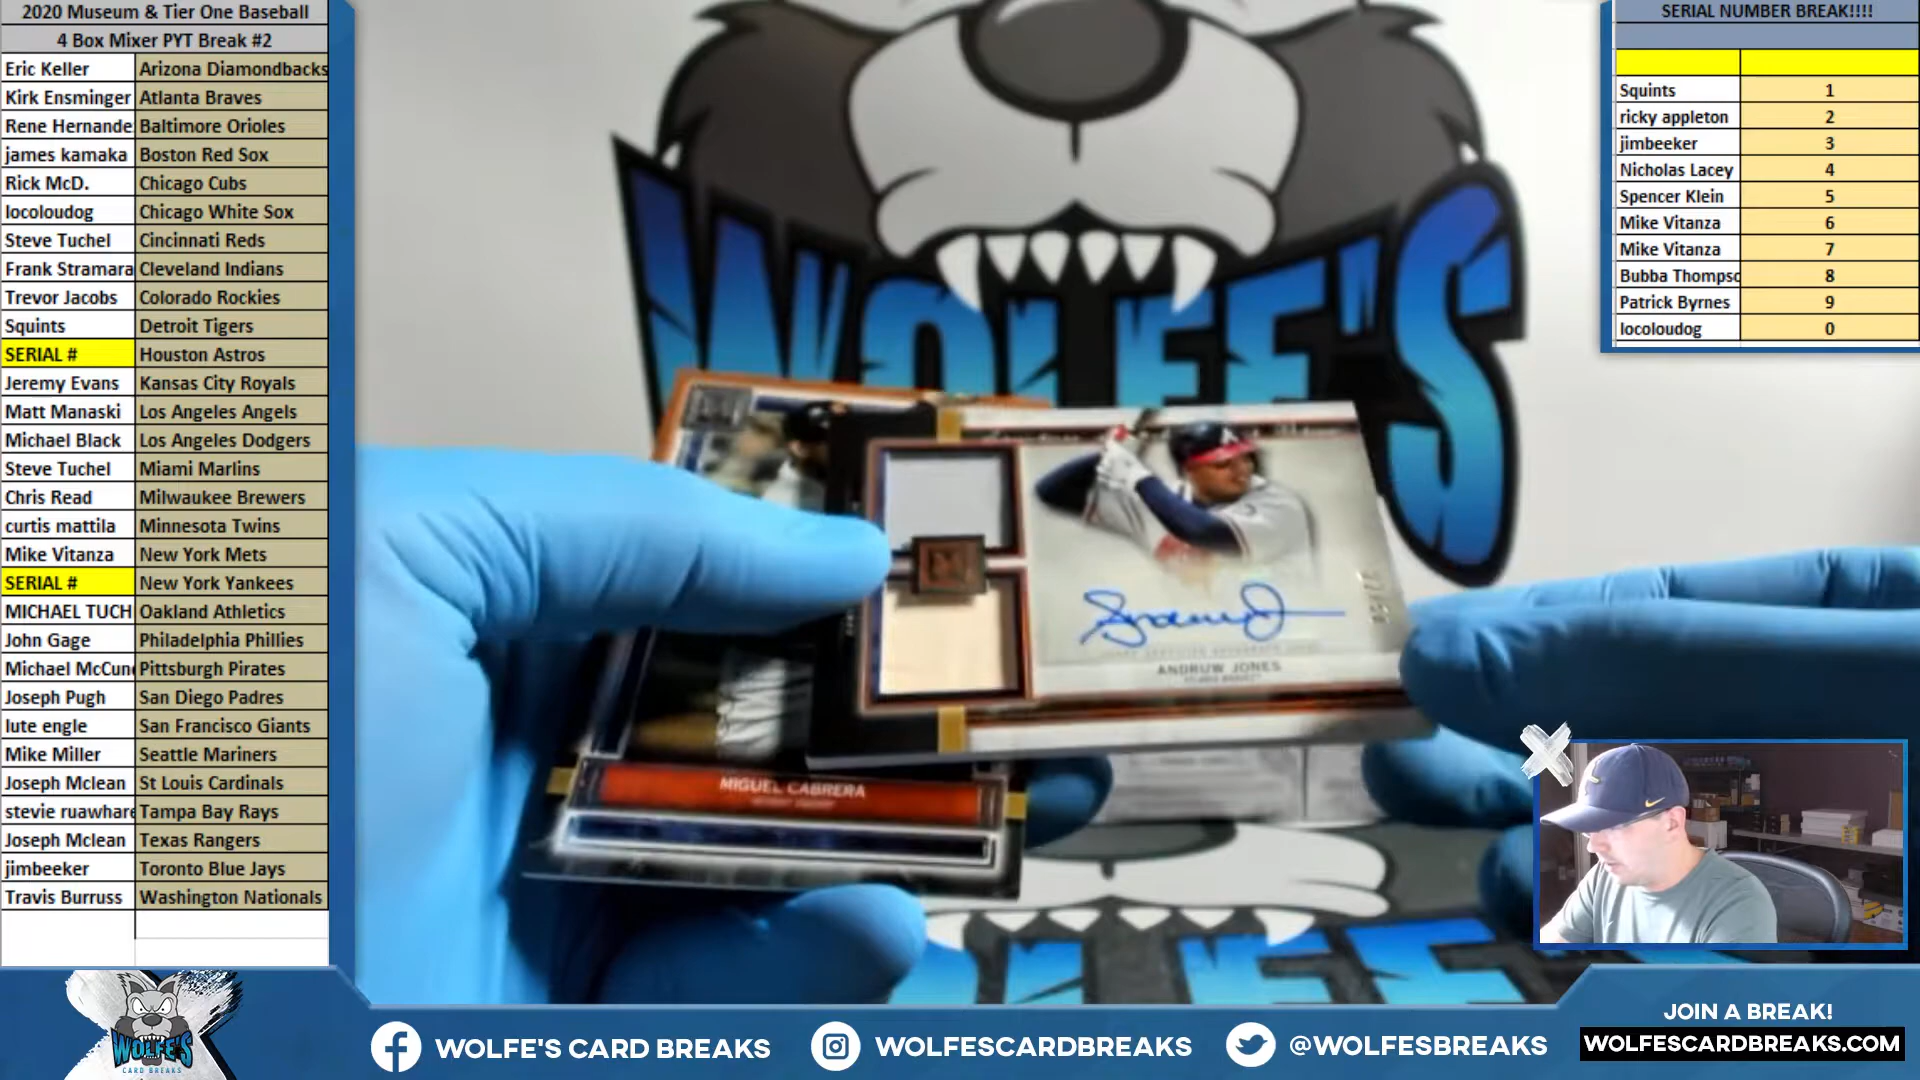 2020 Museum & Tier One Baseball
4 Box Mixer PYT Break #2
Eric Keller Arizona Diamondbacks
Kirk Ensminger Atlanta Braves
Rene Hernande Baltimore Orioles
james kamaka Boston Red Sox
Rick McD. Chicago Cubs
locoloudog Chicago White Sox
Steve Tuchel Cincinnati Reds
Frank Stramara Cleveland Indians
Trevor Jacobs Colorado Rockies
Squints Detroit Tigers
SERIAL # Houston Astros
Jeremy Evans Kansas City Royals
Matt Manaski Los Angeles Angels
Michael Black Los Angeles Dodgers
Steve Tuchel Miami Marlins
Chris Read Milwaukee Brewers
curtis mattila Minnesota Twins
Mike Vitanza New York Mets
SERIAL # New York Yankees
MICHAEL TUCH Oakland Athletics
John Gage Philadelphia Phillies
Michael McCun Pittsburgh Pirates
Joseph Pugh San Diego Padres
lute engle San Francisco Giants
Mike Miller Seattle Mariners
Joseph Mclean St Louis Cardinals
stevie ruawhare Tampa Bay Rays
Joseph Mclean Texas Rangers
jimbeeker Toronto Blue Jays
Travis Burruss Washington Nationals
SERIAL NUMBER BREAK!!!!
Squints 1
ricky appleton 2
jimbeeker 3
Nicholas Lacey 4
Spencer Klein 5
Mike Vitanza 6
Mike Vitanza 7
Bubba Thompso 8
Patrick Byrnes 9
locoloudog 0
WOLFE'S
ANDRUW JONES
MIGUEL CABRERA
WOLFE'S
CARD BREAKS
WOLFE'S CARD BREAKS
WOLFESCARDBREAKS
@WOLFESBREAKS
JOIN A BREAK!
WOLFESCARDBREAKS.COM